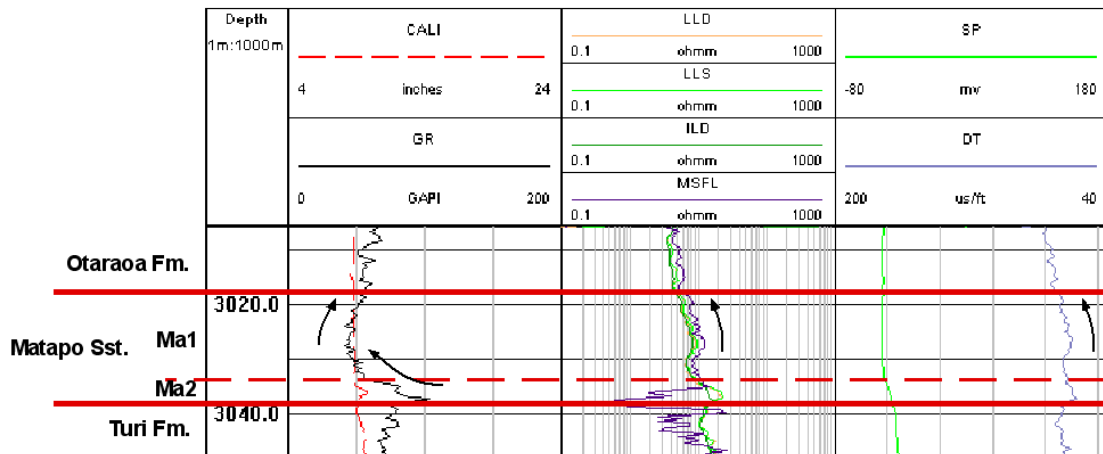 Depth
1m:1000m
CALI
4 inches 24
GR
0 GAPI 200
LLD
0.1 ohmm 1000
LLS
0.1 ohmm 1000
ILD
0.1 ohmm 1000
MSFL
0.1 ohmm 1000
SP
-80 mv 180
DT
200 us/ft 40
Otaraoa Fm.
3020.0
Matapo Sst. Ma1
Ma2
3040.0
Turi Fm.